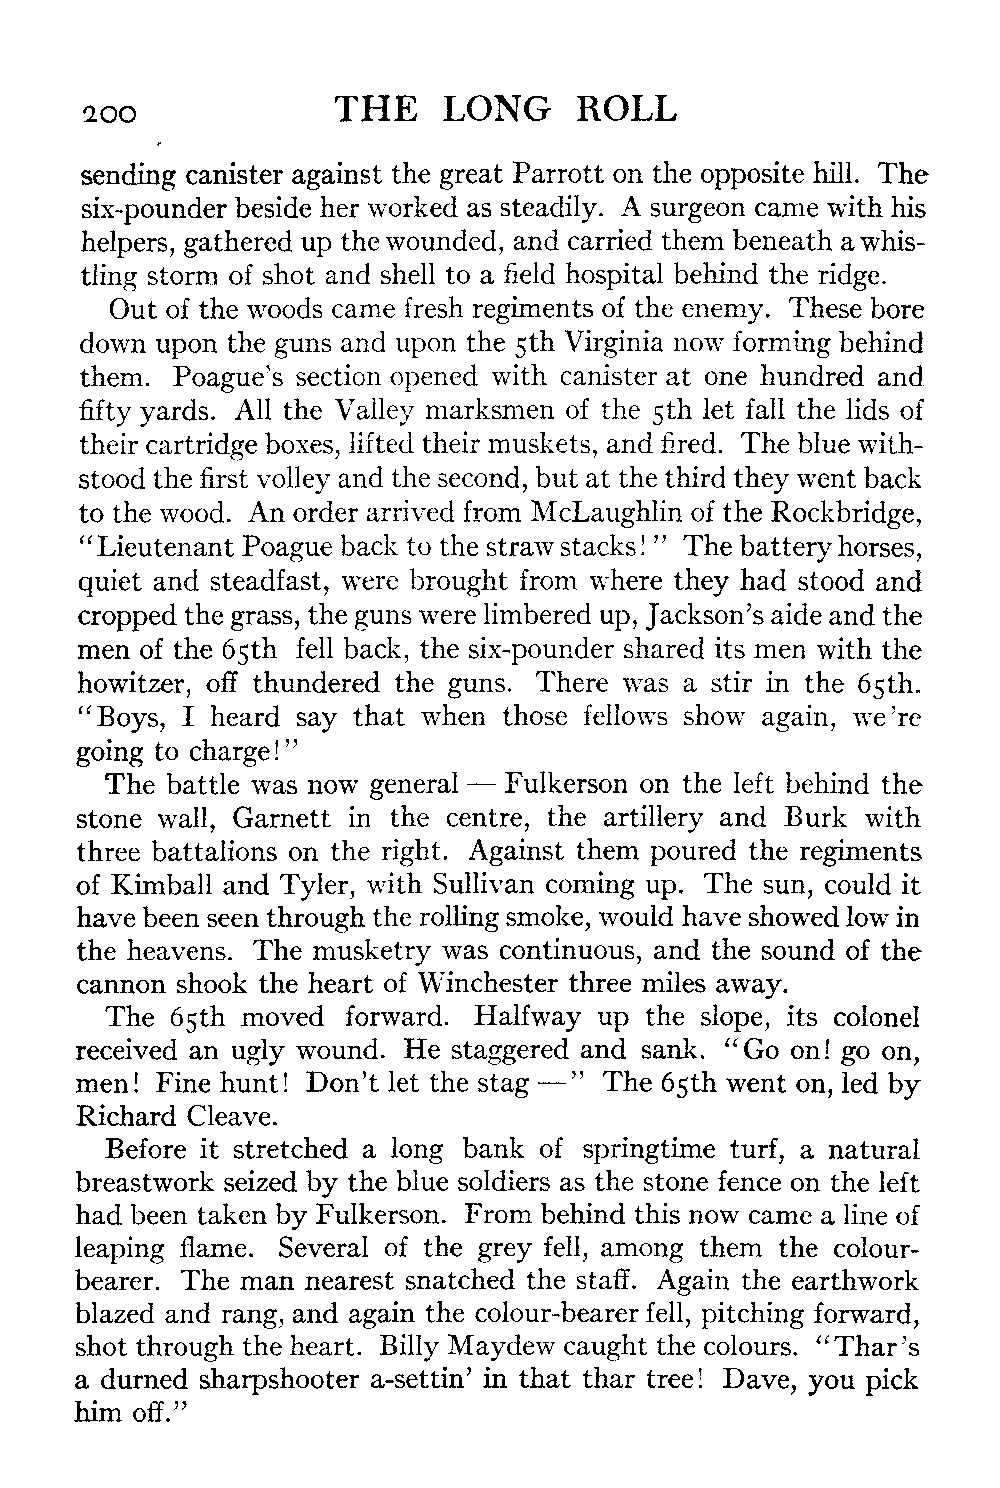 200 THE LONG ROLL
sending canister against the great Parrott on the opposite hill. The
six-pounder beside her worked as steadily. A surgeon came with his
helpers, gathered up the wounded, and carried them beneath a whis-
tling storm of shot and shell to a field hospital behind the ridge.
Out of the woods came fresh regiments of the enemy. These bore
down upon the guns and upon the 5th Virginia now forming behind
them. Poague's section opened with canister at one hundred and
fifty yards. All the Valley marksmen of the 5th let fall the lids of
their cartridge boxes, lifted their muskets, and fired. The blue with-
stood the first volley and the second, but at the third they went back
to the wood. An order arrived from McLaughlin of the Rockbridge,
"Lieutenant Poague back to the straw stacks!" The battery horses,
quiet and steadfast, were brought from where they had stood and
cropped the grass, the guns were limbered up, Jackson's aide and the
men of the 65th fell back, the six-pounder shared its men with the
howitzer, off thundered the guns. There was a stir in the 65th.
"Boys, I heard say that when those fellows show again, we're
going to charge!"
The battle was now general — Fulkerson on the left behind the
stone wall, Garnett in the centre, the artillery and Burk with
three battalions on the right. Against them poured the regiments
of Kimball and Tyler, with Sullivan coming up. The sun, could it
have been seen through the rolling smoke, would have showed low in
the heavens. The musketry was continuous, and the sound of the
cannon shook the heart of Winchester three miles away.
The 65th moved forward. Halfway up the slope, its colonel
received an ugly wound. He staggered and sank. "Go on! go on,
men! Fine hunt! Don't let the stag —" The 65th went on, led by
Richard Cleave.
Before it stretched a long bank of springtime turf, a natural
breastwork seized by the blue soldiers as the stone fence on the left
had been taken by Fulkerson. From behind this now came a line of
leaping flame. Several of the grey fell, among them the colour-
bearer. The man nearest snatched the staff. Again the earthwork
blazed and rang, and again the colour-bearer fell, pitching forward,
shot through the heart. Billy Maydew caught the colours. "Thar's
a durned sharpshooter a-settin' in that thar tree! Dave, you pick
him off."